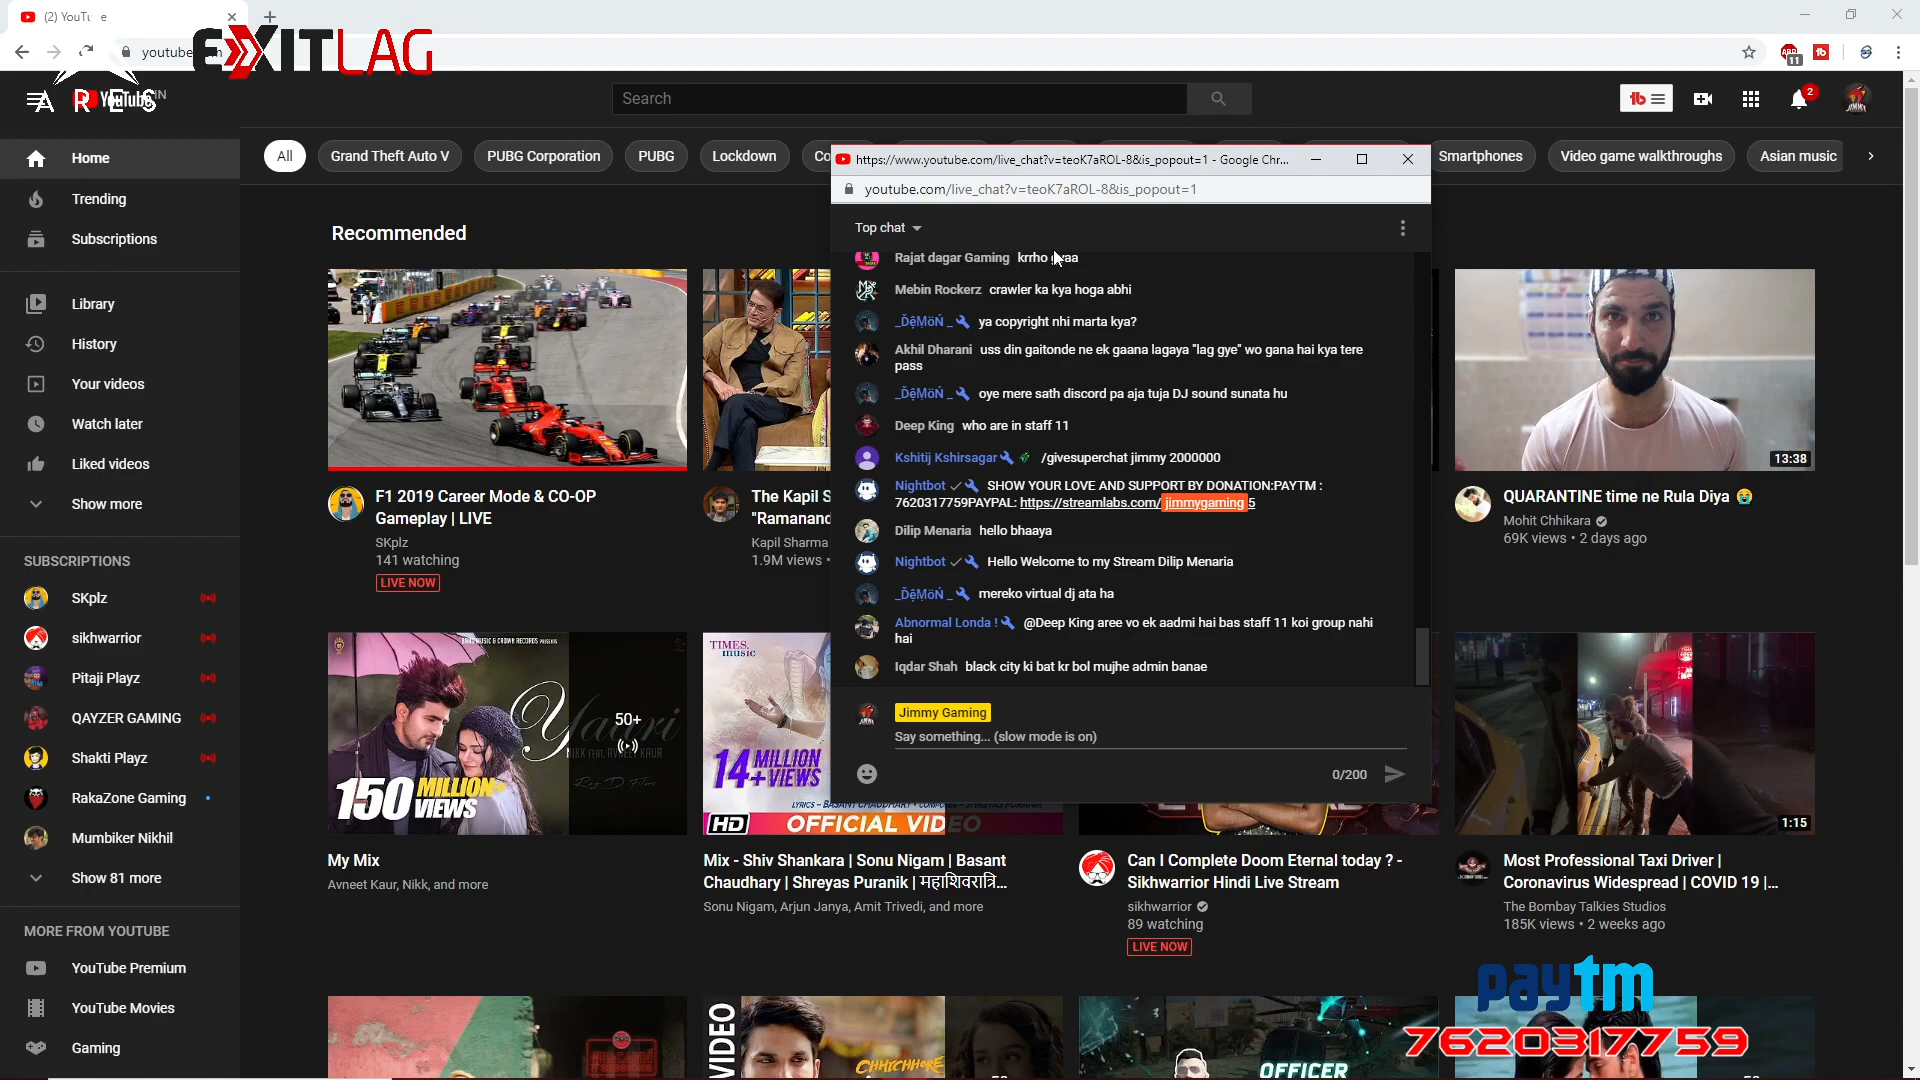 (2) YouTube
EXITLAG
youtube
ARES
YouTube IN
Search
2
11
Home
Trending
Subscriptions
Library
History
Your videos
Watch later
Liked videos
Show more
SUBSCRIPTIONS
SKplz
sikhwarrior
Pitaji Playz
QAYZER GAMING
Shakti Playz
RakaZone Gaming
Mumbiker Nikhil
Show 81 more
MORE FROM YOUTUBE
YouTube Premium
YouTube Movies
Gaming
All
Grand Theft Auto V
PUBG Corporation
PUBG
Lockdown
Co
Smartphones
Video game walkthroughs
Asian music
Recommended
F1 2019 Career Mode & CO-OP
Gameplay | LIVE
SKplz
141 watching
LIVE NOW
The Kapil S
"Ramanand
Kapil Sharma
1.9M views •
https://www.youtube.com/live_chat?v=teoK7aROL-8&is_popout=1 - Google Chr...
youtube.com/live_chat?v=teoK7aROL-8&is_popout=1
Top chat
Rajat dagar Gaming krrho
Mebin Rockerz crawler ka kya hoga abhi
_ĎệṂöŃ _ ya copyright nhi marta kya?
Akhil Dharani uss din gaitonde ne ek gaana lagaya "lag gye" wo gana hai kya tere
pass
_ĎệṂöŃ _ oye mere sath discord pa aja tuja DJ sound sunata hu
Deep King who are in staff 11
Kshitij Kshirsagar /givesuperchat jimmy 2000000
Nightbot SHOW YOUR LOVE AND SUPPORT BY DONATION:PAYTM :
7620317759PAYPAL: https://streamlabs.com/jimmygaming5
Dilip Menaria hello bhaaya
Nightbot Hello Welcome to my Stream Dilip Menaria
_ĎệṂöŃ _ mereko virtual dj ata ha
Abnormal Londa ! @Deep King aree vo ek aadmi hai bas staff 11 koi group nahi
hai
Iqdar Shah black city ki bat kr bol mujhe admin banae
Jimmy Gaming
Say something... (slow mode is on)
0/200
13:38
QUARANTINE time ne Rula Diya 😭
Mohit Chhikara
69K views • 2 days ago
Yaari
NIKK FEAT. AVNEET KAUR
50+
150 MILLION+
VIEWS
My Mix
Avneet Kaur, Nikk, and more
TIMES
music
14 MILLION
+VIEWS
HD OFFICIAL VIDEO
Mix - Shiv Shankara | Sonu Nigam | Basant
Chaudhary | Shreyas Puranik | महाशिवरात्रि...
Sonu Nigam, Arjun Janya, Amit Trivedi, and more
Can I Complete Doom Eternal today ? -
Sikhwarrior Hindi Live Stream
sikhwarrior
89 watching
LIVE NOW
1:15
Most Professional Taxi Driver |
Coronavirus Widespread | COVID 19 |...
The Bombay Talkies Studios
185K views • 2 weeks ago
VIDEO
CHHICHHORE
OFFICER
paytm
7620317759